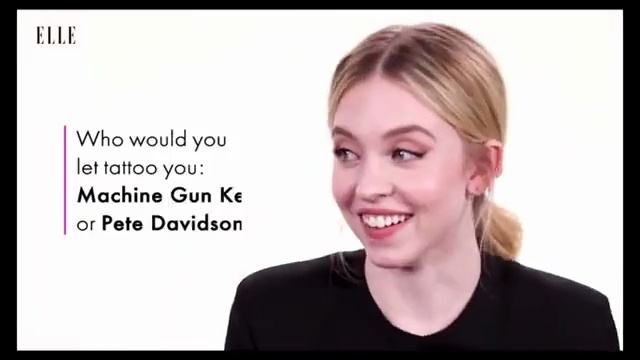 ELLE
Who would you
let tattoo you:
Machine Gun Ke
or Pete Davidson